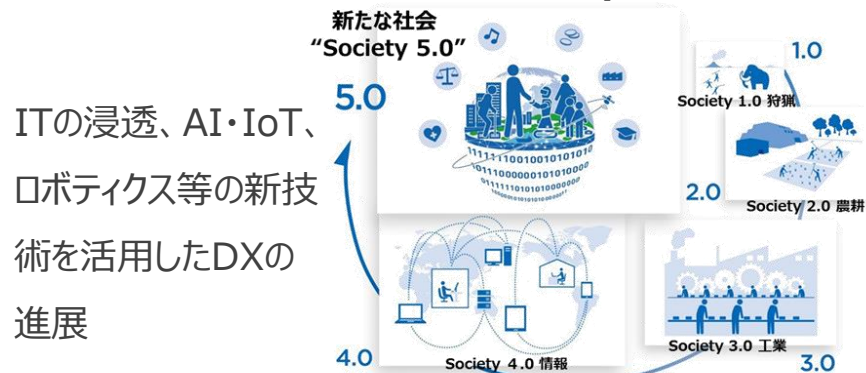 ITの浸透、AI・IoT、
ロボティクス等の新技
術を活用したDXの
進展
新たな社会
“Society 5.0”
5.0
1.0
Society 1.0 狩猟
2.0
Society 2.0 農耕
Society 3.0 工業
3.0
4.0
Society 4.0 情報